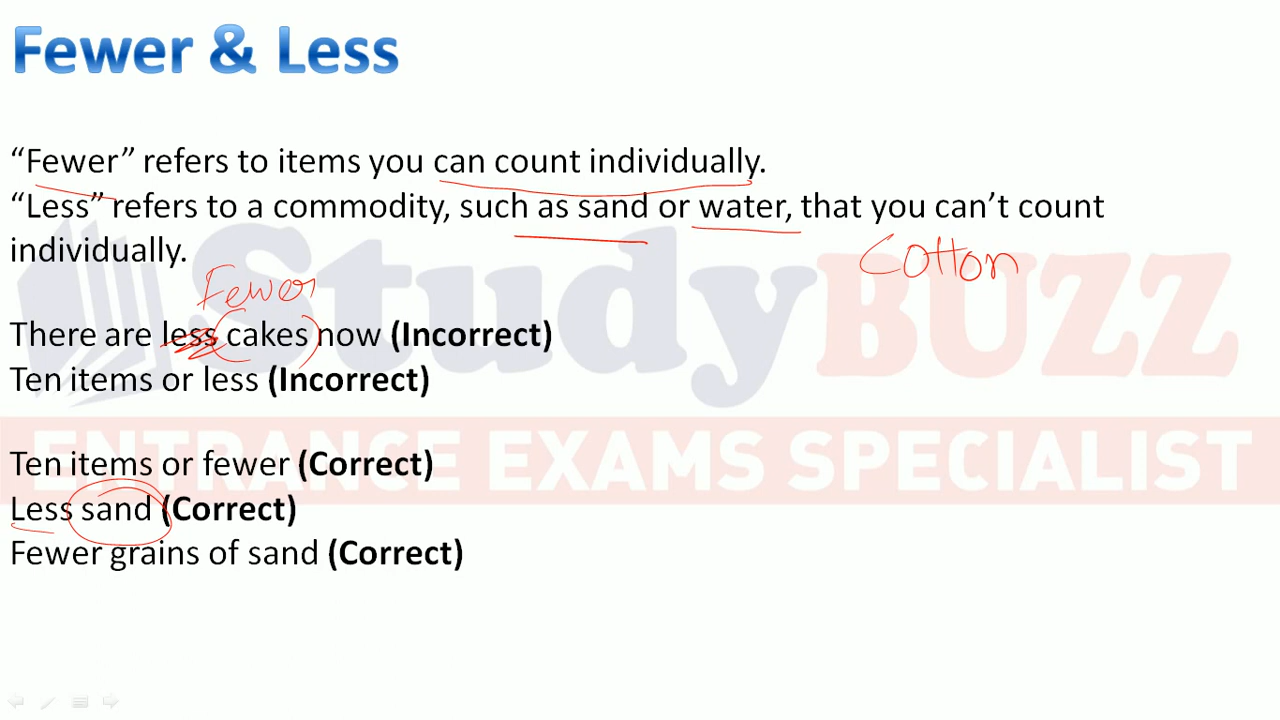 Fewer & Less
“Fewer” refers to items you can count individually.
“Less” refers to a commodity, such as sand or water, that you can’t count
individually.
Cotton
Fewer
There are less cakes now (Incorrect)
Ten items or less (Incorrect)
Ten items or fewer (Correct)
Less sand (Correct)
Fewer grains of sand (Correct)
StudyBUZZ
ENTRANCE EXAMS SPECIALIST